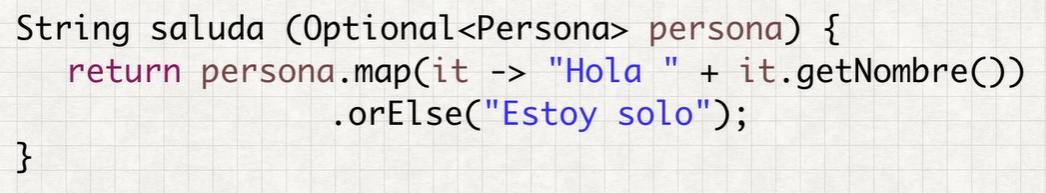 String saluda (Optional<Persona> persona) {
return persona.map(it -> "Hola " + it.getNombre())
.orElse("Estoy solo");
}